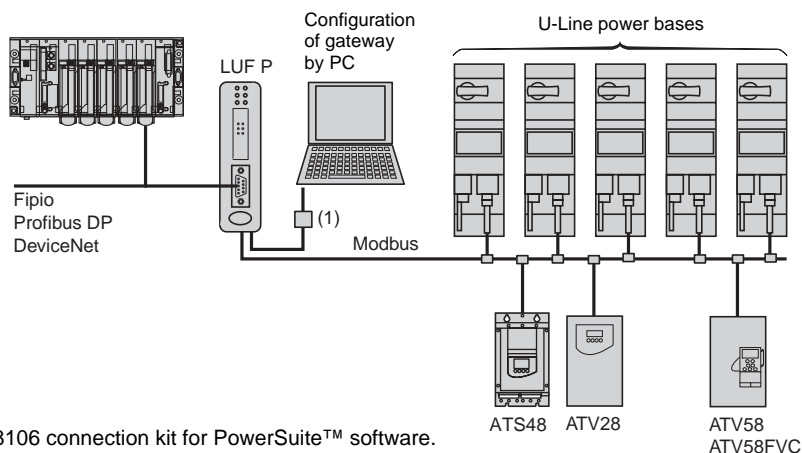 Configuration
of gateway
by PC
U-Line power bases
LUF P
(1)
Fipio
Profibus DP
DeviceNet
Modbus
ATS48
ATV28
ATV58
ATV58FVC
3106 connection kit for PowerSuite™ software.